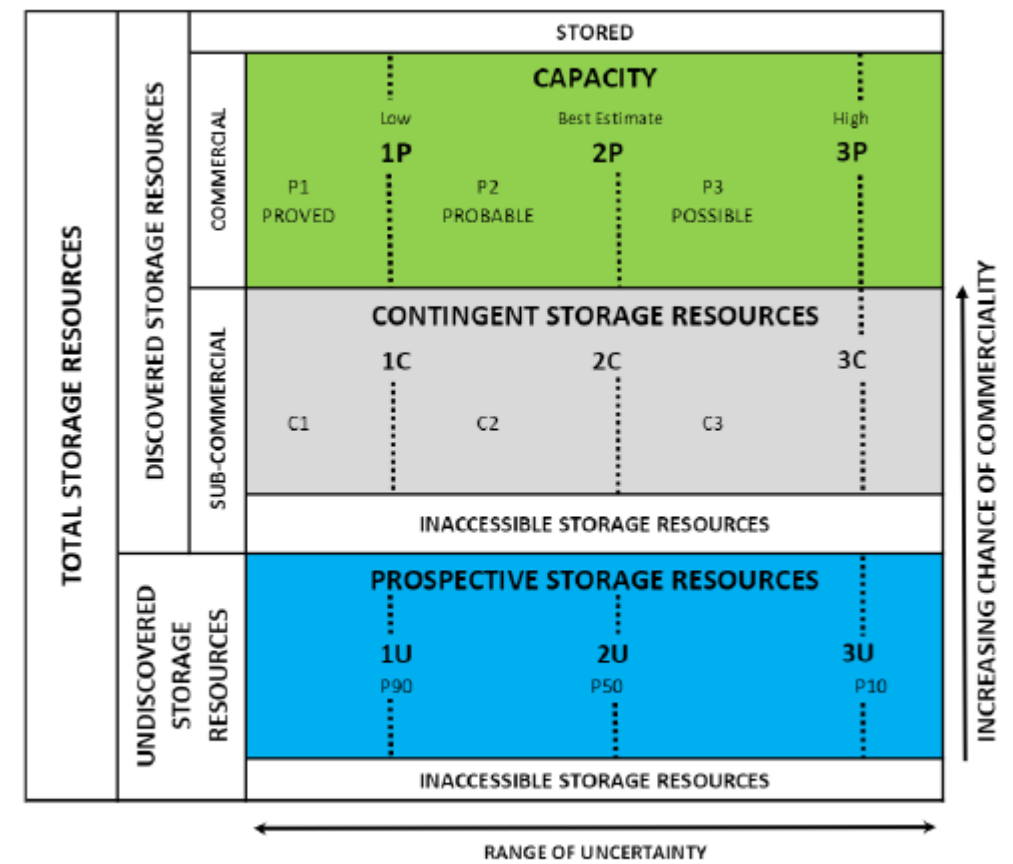 TOTAL STORAGE RESOURCES
DISCOVERED STORAGE RESOURCES
UNDISCOVERED
STORAGE
RESOURCES
COMMERCIAL
SUB-COMMERCIAL
STORED
CAPACITY
Low Best Estimate High
1P 2P 3P
P1 P2 P3
PROVED PROBABLE POSSIBLE
CONTINGENT STORAGE RESOURCES
1C 2C 3C
C1 C2 C3
INACCESSIBLE STORAGE RESOURCES
PROSPECTIVE STORAGE RESOURCES
1U 2U 3U
P90 P50 P10
INACCESSIBLE STORAGE RESOURCES
INCREASING CHANCE OF COMMERCIALITY
RANGE OF UNCERTAINTY